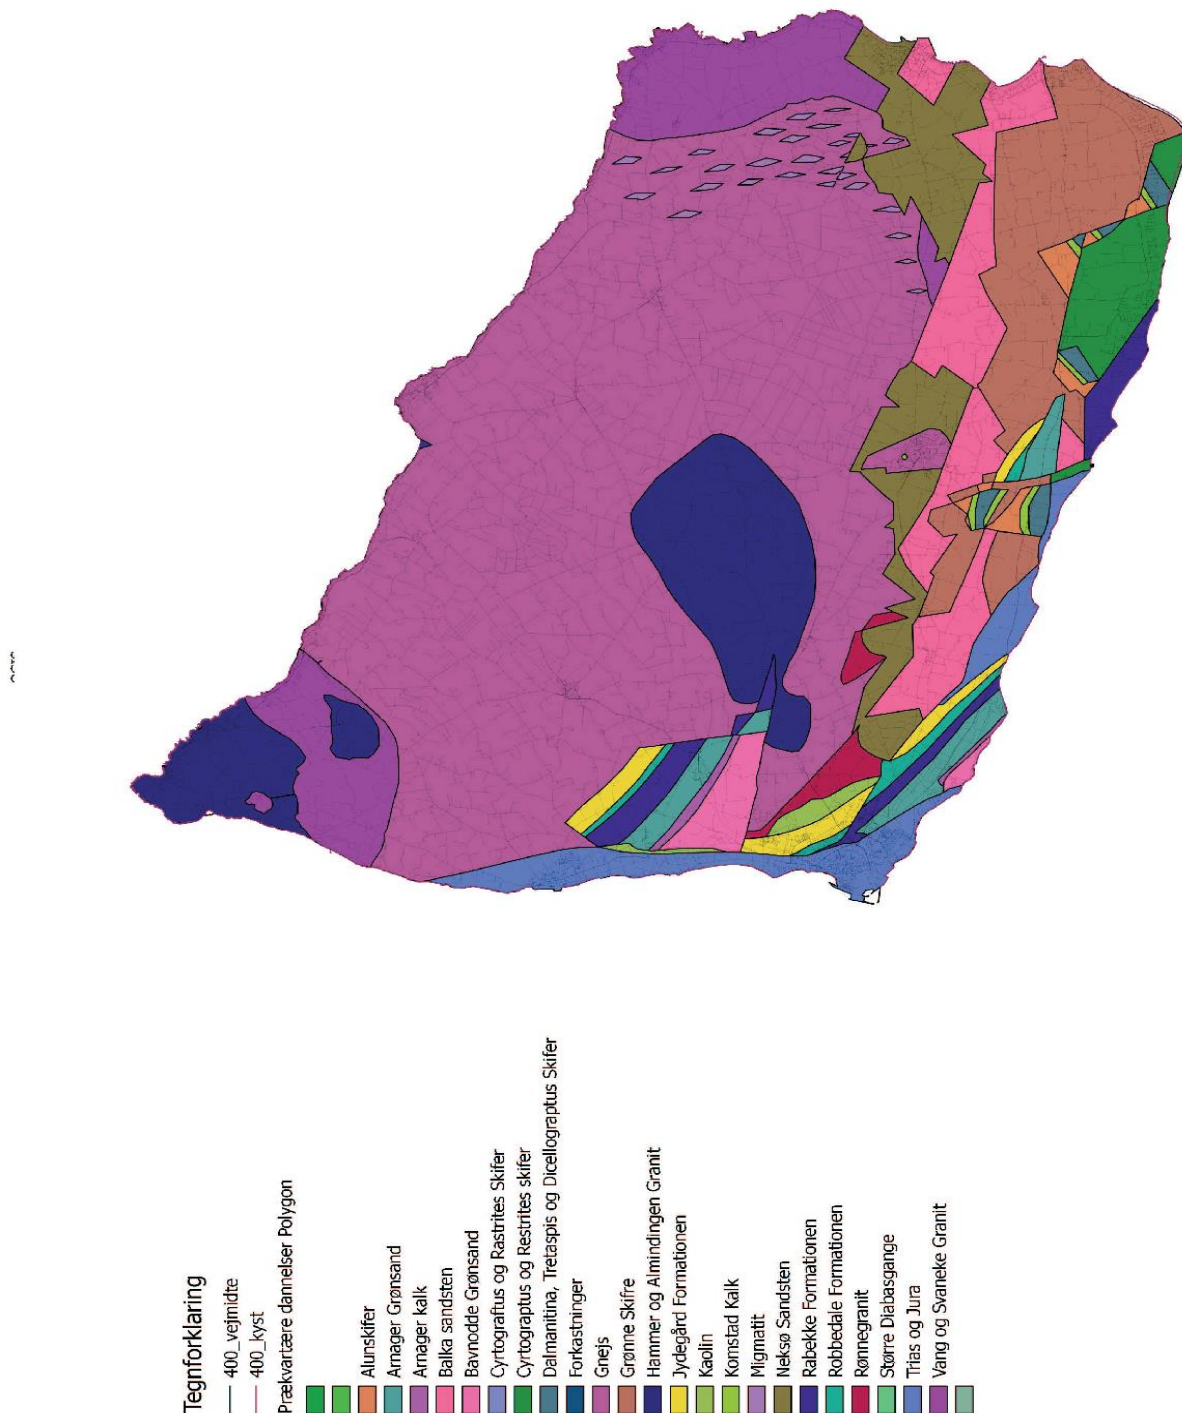 Tegnforklaring
400_vejmidte
400_kyst
Prækvartære dannelser Polygon
Alunskifer
Arnager Grønsand
Arnager kalk
Balka sandsten
Bavnodde Grønsand
Cyrtograftus og Rastrites Skifer
Cyrtograptus og Restrites skifer
Dalmanitina, Tretaspis og Dicellograptus Skifer
Forkastninger
Gnejs
Grønne Skifre
Hammer og Almindingen Granit
Jydegård Formationen
Kaolin
Komstad Kalk
Migmatit
Neksø Sandsten
Rabekke Formationen
Robbedale Formationen
Rønnegranit
Større Diabasgange
Trias og Jura
Vang og Svaneke Granit